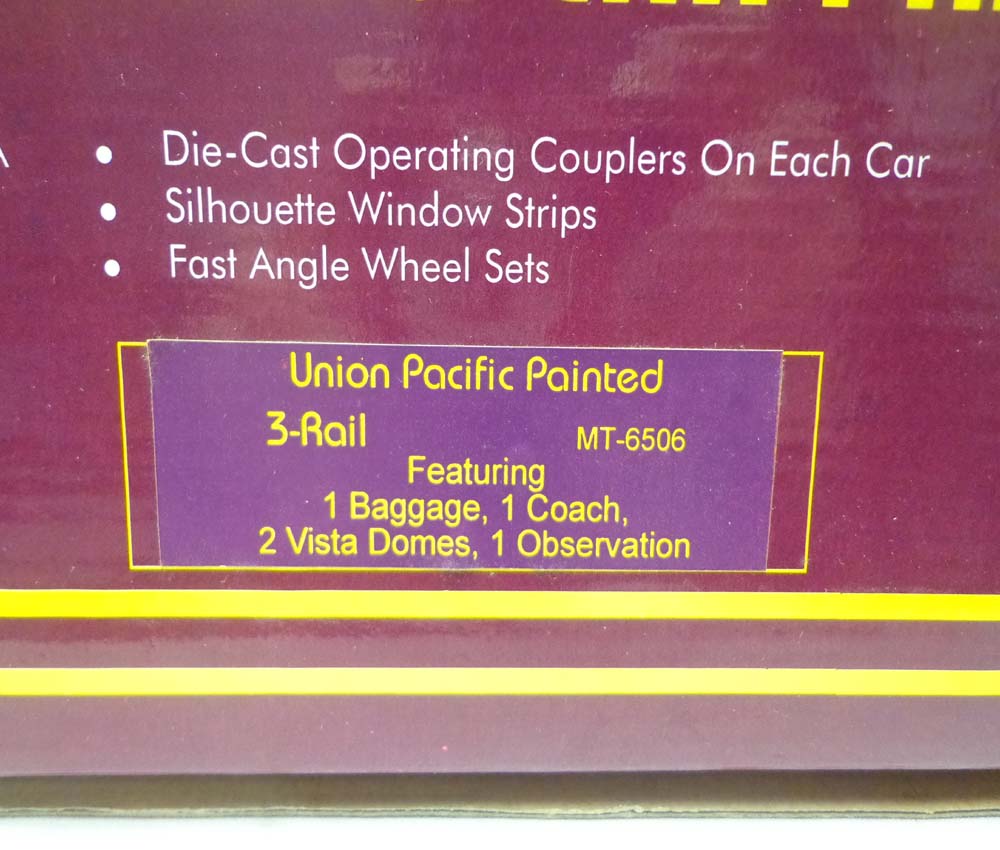 • Die-Cast Operating Couplers On Each Car
• Silhouette Window Strips
• Fast Angle Wheel Sets
Union Pacific Painted
3-Rail MT-6506
Featuring
1 Baggage, 1 Coach,
2 Vista Domes, 1 Observation